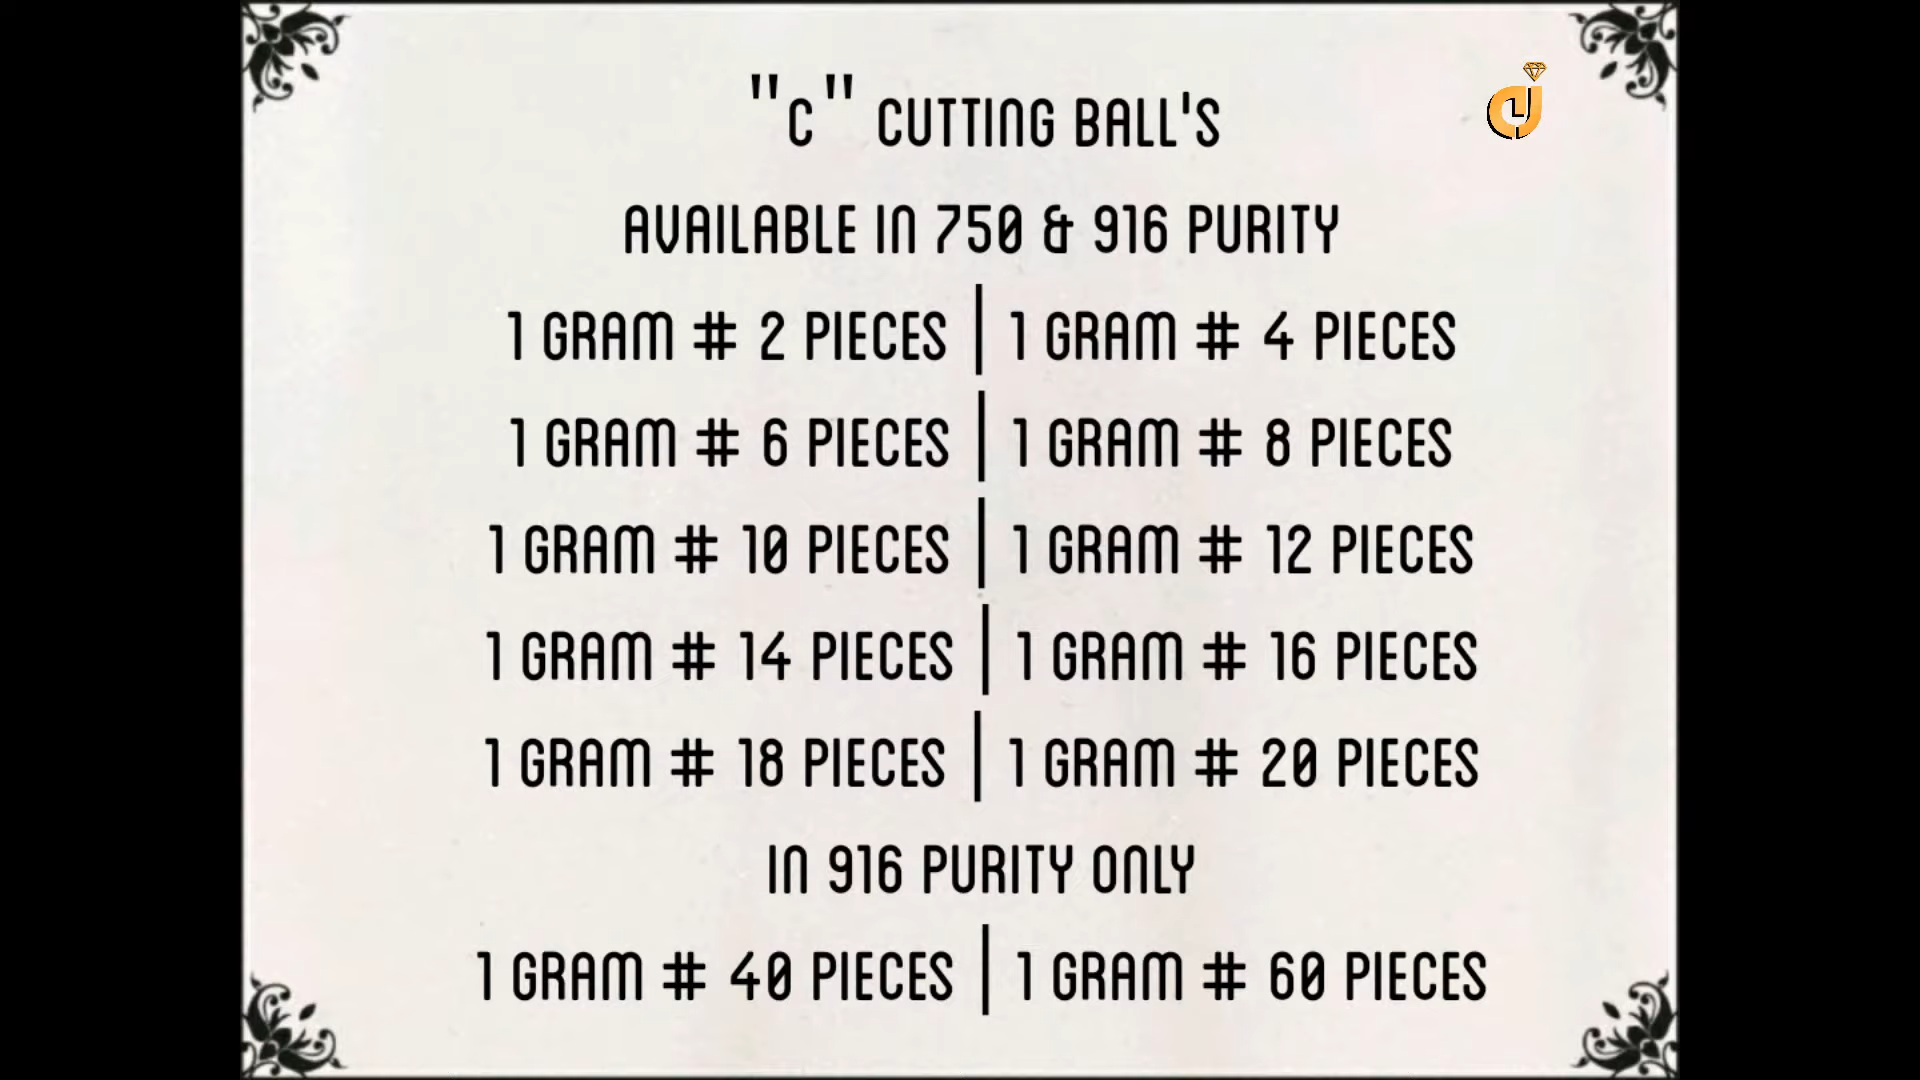 "C" CUTTING BALL'S
AVAILABLE IN 750 & 916 PURITY
1 GRAM # 2 PIECES | 1 GRAM # 4 PIECES
1 GRAM # 6 PIECES | 1 GRAM # 8 PIECES
1 GRAM # 10 PIECES | 1 GRAM # 12 PIECES
1 GRAM # 14 PIECES | 1 GRAM # 16 PIECES
1 GRAM # 18 PIECES | 1 GRAM # 20 PIECES
IN 916 PURITY ONLY
1 GRAM # 40 PIECES | 1 GRAM # 60 PIECES